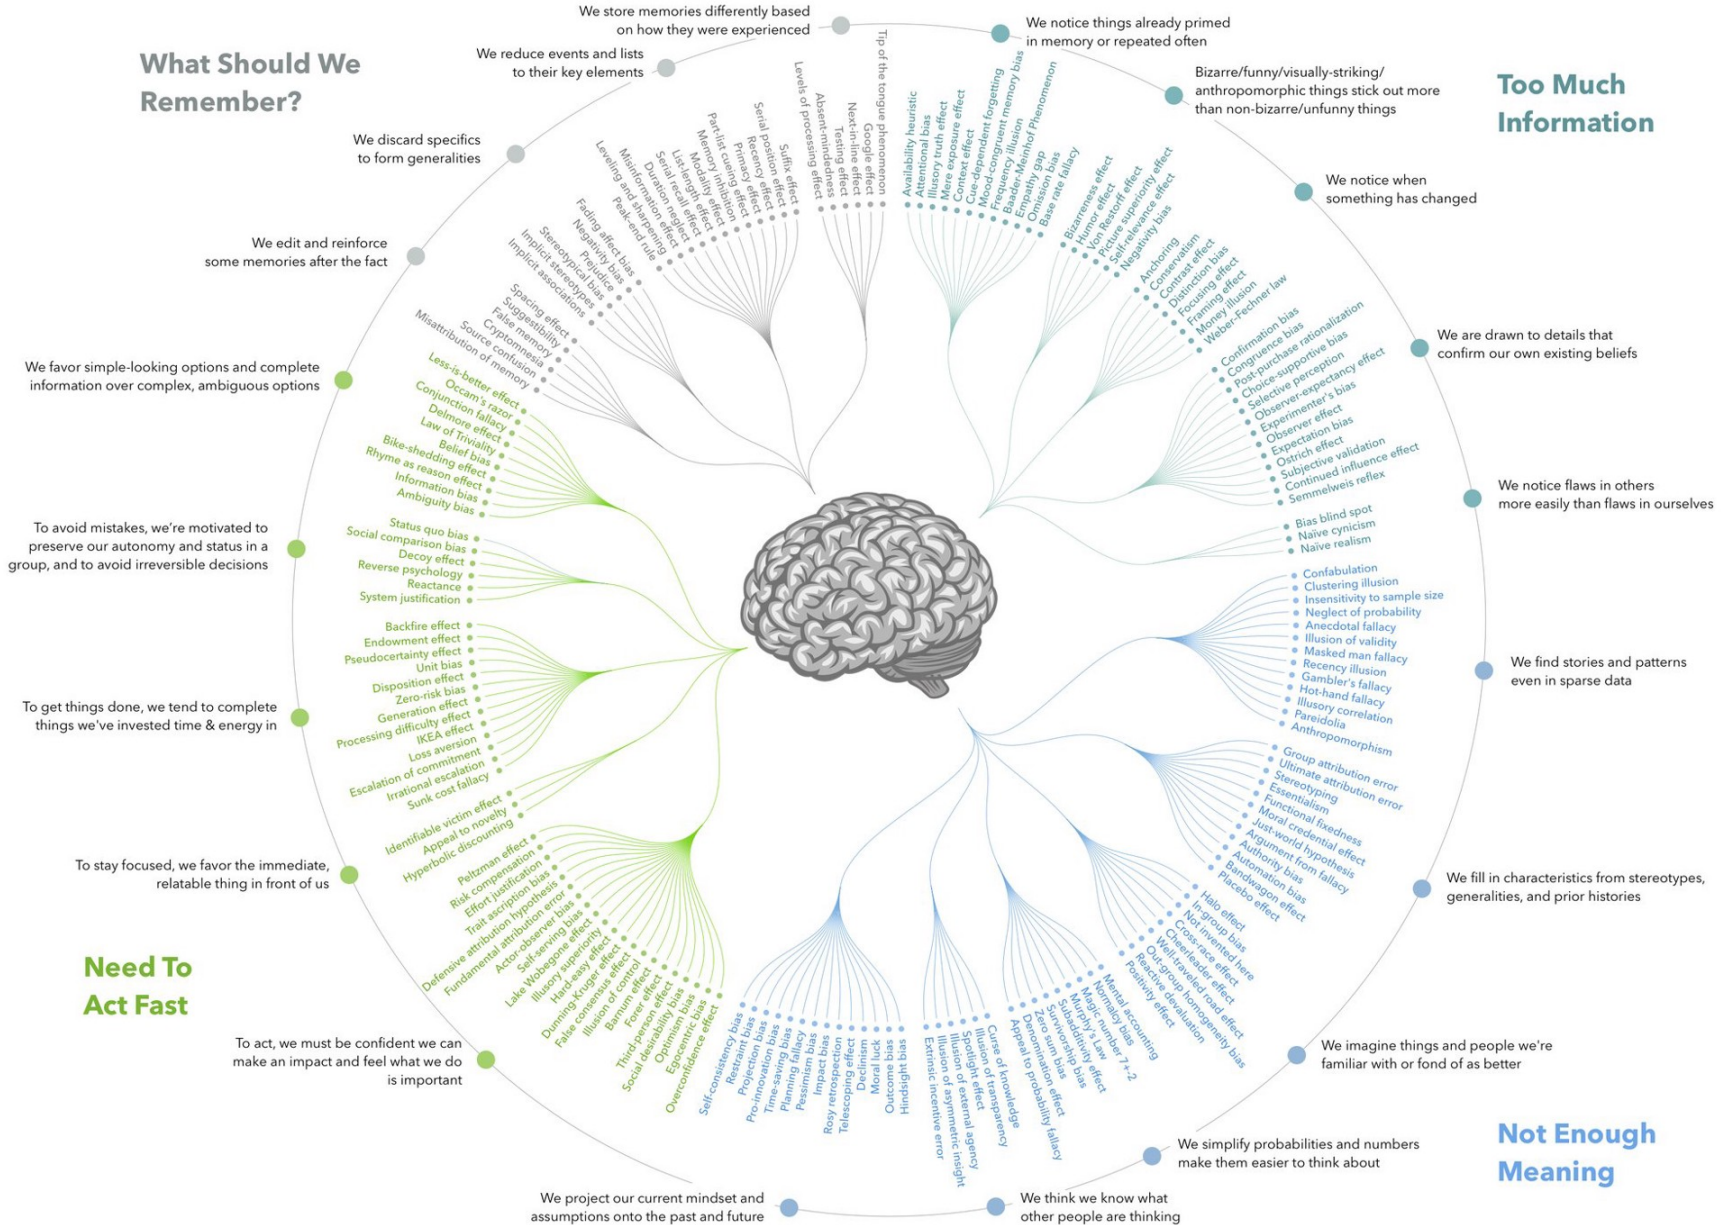 What Should We
Remember?
We store memories differently based
on how they were experienced
We reduce events and lists
to their key elements
We discard specifics
to form generalities
We edit and reinforce
some memories after the fact
Tip of the tongue phenomenon
Google effect
Next-in-line effect
Testing effect
Absent-mindedness
Levels of processing effect
Suffix effect
Serial position effect
Recency effect
Primacy effect
Part-list cueing effect
Memory inhibition
Modality effect
List-length effect
Serial recall effect
Duration neglect
Misinformation effect
Leveling and sharpening
Peak-end rule
Fading affect bias
Negativity bias
Prejudice
Stereotypical bias
Implicit stereotypes
Implicit associations
Spacing effect
Suggestibility
False memory
Cryptomnesia
Source confusion
Misattribution of memory
Too Much
Information
We notice things already primed
in memory or repeated often
Bizarre/funny/visually-striking/
anthropomorphic things stick out more
than non-bizarre/unfunny things
We notice when
something has changed
We are drawn to details that
confirm our own existing beliefs
We notice flaws in others
more easily than flaws in ourselves
Availability heuristic
Attentional bias
Illusory truth effect
Mere exposure effect
Context effect
Cue-dependent forgetting
Mood-congruent memory bias
Frequency illusion
Baader-Meinhof Phenomenon
Empathy gap
Omission bias
Base rate fallacy
Bizarreness effect
Humor effect
Von Restorff effect
Picture superiority effect
Self-relevance effect
Negativity bias
Anchoring
Conservatism
Contrast effect
Distinction bias
Focusing effect
Framing effect
Money illusion
Weber-Fechner law
Confirmation bias
Congruence bias
Post-purchase rationalization
Choice-supportive bias
Selective perception
Observer-expectancy effect
Experimenter's bias
Observer effect
Expectation bias
Ostrich effect
Subjective validation
Continued influence effect
Semmelweis reflex
Bias blind spot
Naïve cynicism
Naïve realism
Not Enough
Meaning
We find stories and patterns
even in sparse data
We fill in characteristics from stereotypes,
generalities, and prior histories
We imagine things and people we're
familiar with or fond of as better
We simplify probabilities and numbers
make them easier to think about
We think we know what
other people are thinking
We project our current mindset and
assumptions onto the past and future
Confabulation
Clustering illusion
Insensitivity to sample size
Neglect of probability
Anecdotal fallacy
Illusion of validity
Masked man fallacy
Recency illusion
Gambler's fallacy
Hot-hand fallacy
Illusory correlation
Pareidolia
Anthropomorphism
Group attribution error
Ultimate attribution error
Stereotyping
Essentialism
Functional fixedness
Moral credential effect
Just-world hypothesis
Argument from fallacy
Authority bias
Automation bias
Bandwagon effect
Placebo effect
Halo effect
In-group bias
Not invented here
Cross-race effect
Cheerleader effect
Well-traveled road effect
Out-group homogeneity bias
Reactive devaluation
Positivity effect
Mental accounting
Normalcy bias
Magic number 7+-2
Murphy's Law
Subadditivity effect
Survivorship bias
Zero sum bias
Denomination effect
Appeal to probability fallacy
Curse of knowledge
Illusion of transparency
Spotlight effect
Illusion of external agency
Illusion of asymmetric insight
Extrinsic incentive error
Hindsight bias
Outcome bias
Moral luck
Declinism
Telescoping effect
Rosy retrospection
Impact bias
Pessimism bias
Planning fallacy
Time-saving bias
Pro-innovation bias
Projection bias
Restraint bias
Self-consistency bias
Need To
Act Fast
We favor simple-looking options and complete
information over complex, ambiguous options
To avoid mistakes, we're motivated to
preserve our autonomy and status in a
group, and to avoid irreversible decisions
To get things done, we tend to complete
things we've invested time & energy in
To stay focused, we favor the immediate,
relatable thing in front of us
To act, we must be confident we can
make an impact and feel what we do
is important
Less-is-better effect
Occam's razor
Conjunction fallacy
Delmore effect
Law of Triviality
Belief bias
Bike-shedding effect
Rhyme as reason effect
Information bias
Ambiguity bias
Status quo bias
Social comparison bias
Decoy effect
Reverse psychology
Reactance
System justification
Backfire effect
Endowment effect
Pseudocertainty effect
Unit bias
Disposition effect
Zero-risk bias
Generation effect
Processing difficulty effect
IKEA effect
Loss aversion
Escalation of commitment
Irrational escalation
Sunk cost fallacy
Identifiable victim effect
Appeal to novelty
Hyperbolic discounting
Peltzman effect
Risk compensation
Effort justification
Trait ascription bias
Defensive attribution hypothesis
Fundamental attribution error
Actor-observer bias
Self-serving bias
Lake Wobegone effect
Illusory superiority
Hard-easy effect
Dunning-Kruger effect
False consensus effect
Illusion of control
Barnum effect
Forer effect
Third-person effect
Social desirability bias
Optimism bias
Egocentric bias
Overconfidence effect